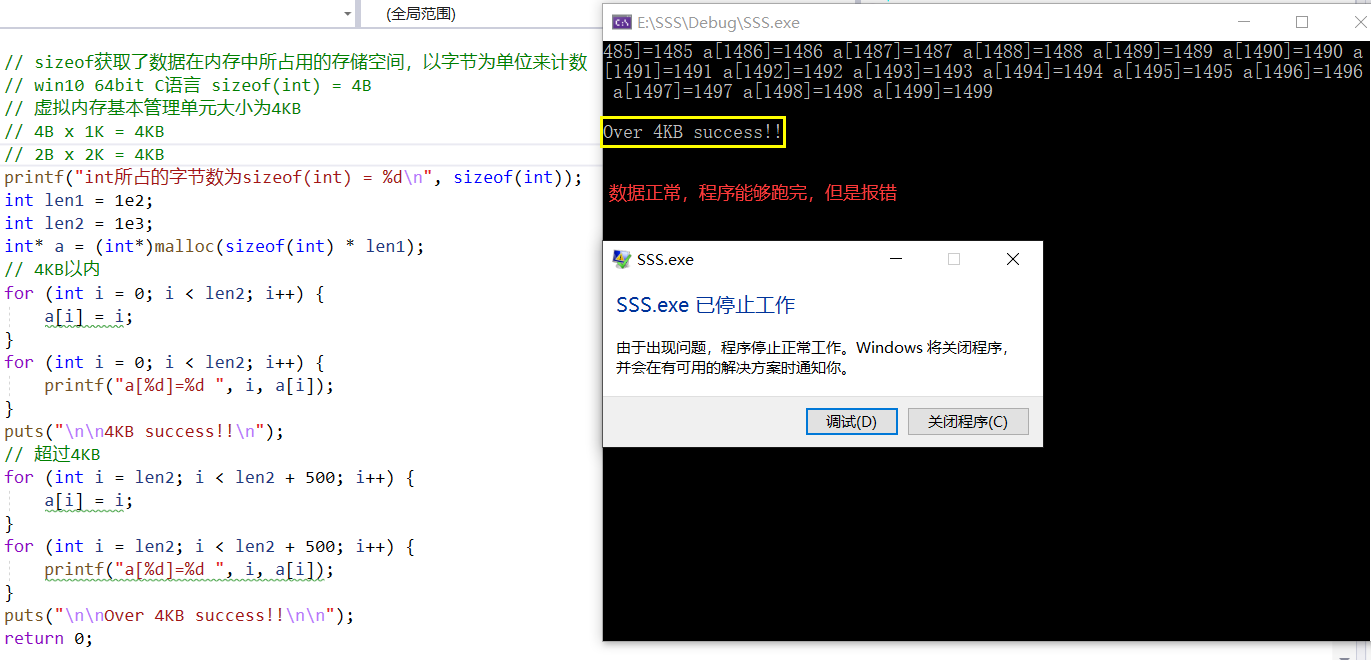 (全局范围)
// sizeof获取了数据在内存中所占用的存储空间，以字节为单位来计数
// win10 64bit C语言 sizeof(int) = 4B
// 虚拟内存基本管理单元大小为4KB
// 4B x 1K = 4KB
// 2B x 2K = 4KB
printf("int所占的字节数为sizeof(int) = %d\n", sizeof(int));
int len1 = 1e2;
int len2 = 1e3;
int* a = (int*)malloc(sizeof(int) * len1);
// 4KB以内
for (int i = 0; i < len2; i++) {
a[i] = i;
}
for (int i = 0; i < len2; i++) {
printf("a[%d]=%d ", i, a[i]);
}
puts("\n\n4KB success!!\n");
// 超过4KB
for (int i = len2; i < len2 + 500; i++) {
a[i] = i;
}
for (int i = len2; i < len2 + 500; i++) {
printf("a[%d]=%d ", i, a[i]);
}
puts("\n\nOver 4KB success!!\n\n");
return 0;
E:\SSS\Debug\SSS.exe
485]=1485 a[1486]=1486 a[1487]=1487 a[1488]=1488 a[1489]=1489 a[1490]=1490 a
[1491]=1491 a[1492]=1492 a[1493]=1493 a[1494]=1494 a[1495]=1495 a[1496]=1496
a[1497]=1497 a[1498]=1498 a[1499]=1499
Over 4KB success!!
数据正常，程序能够跑完，但是报错
SSS.exe
SSS.exe 已停止工作
由于出现问题，程序停止正常工作。Windows 将关闭程序，
并会在有可用的解决方案时通知你。
调试(D)
关闭程序(C)